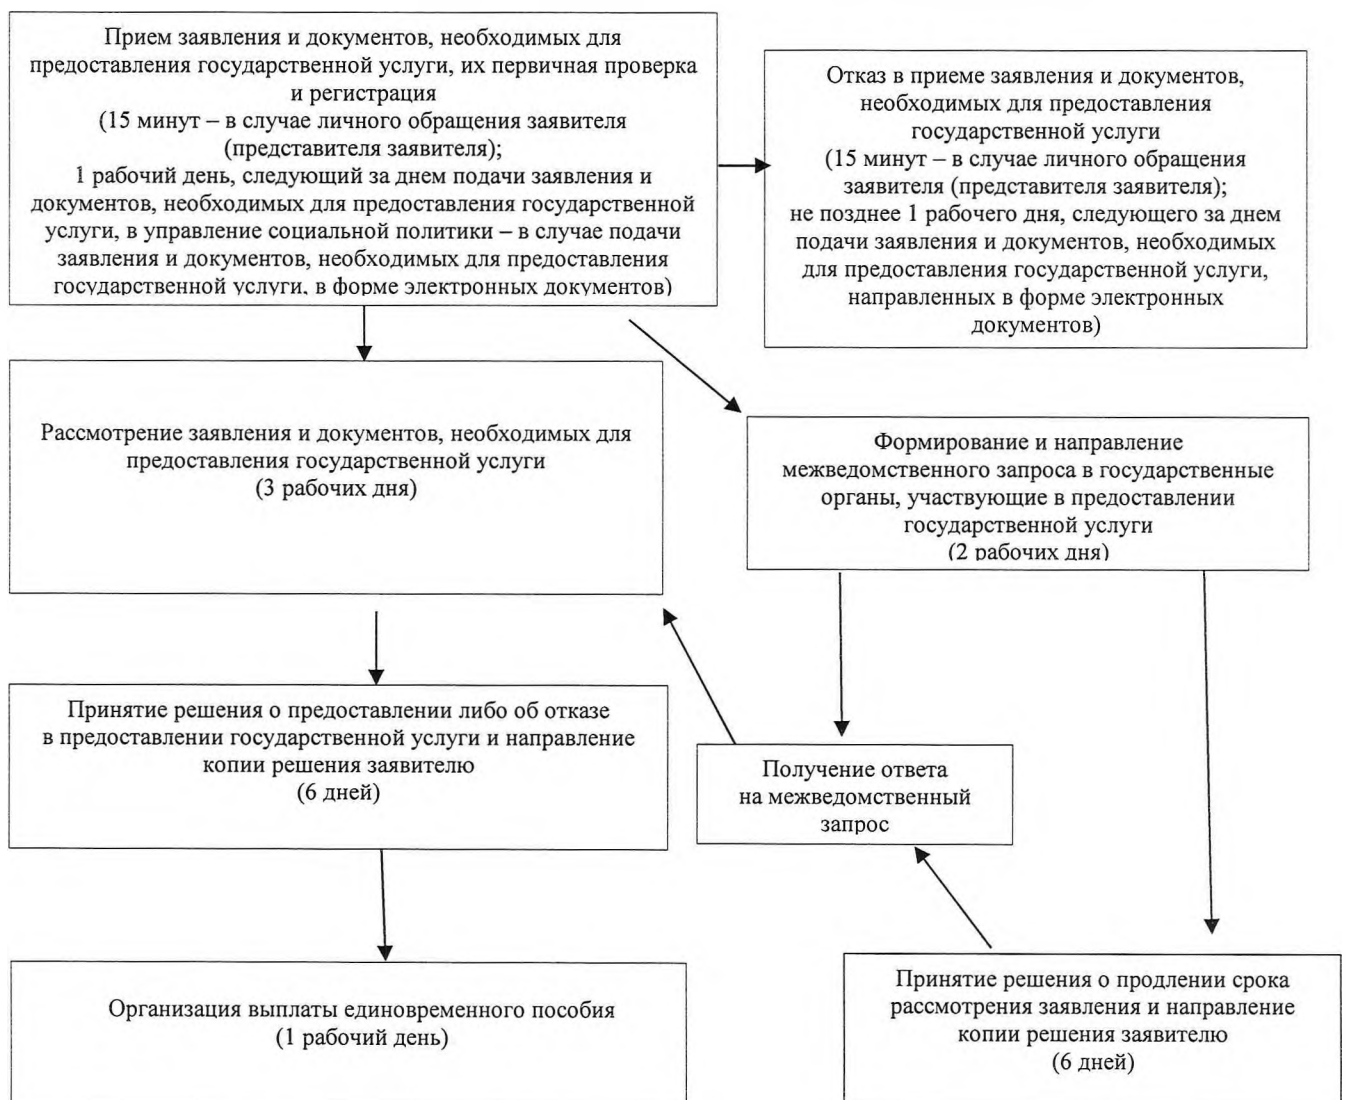 Прием заявления и документов, необходимых для
предоставления государственной услуги, их первичная проверка
и регистрация
(15 минут – в случае личного обращения заявителя
(представителя заявителя);
1 рабочий день, следующий за днем подачи заявления и
документов, необходимых для предоставления государственной
услуги, в управление социальной политики – в случае подачи
заявления и документов, необходимых для предоставления
государственной услуги, в форме электронных документов)
Отказ в приеме заявления и документов,
необходимых для предоставления
государственной услуги
(15 минут – в случае личного обращения
заявителя (представителя заявителя);
не позднее 1 рабочего дня, следующего за днем
подачи заявления и документов, необходимых
для предоставления государственной услуги,
направленных в форме электронных
документов)
Рассмотрение заявления и документов, необходимых для
предоставления государственной услуги
(3 рабочих дня)
Формирование и направление
межведомственного запроса в государственные
органы, участвующие в предоставлении
государственной услуги
(2 рабочих дня)
Принятие решения о предоставлении либо об отказе
в предоставлении государственной услуги и направление
копии решения заявителю
(6 дней)
Получение ответа
на межведомственный
запрос
Организация выплаты единовременного пособия
(1 рабочий день)
Принятие решения о продлении срока
рассмотрения заявления и направление
копии решения заявителю
(6 дней)